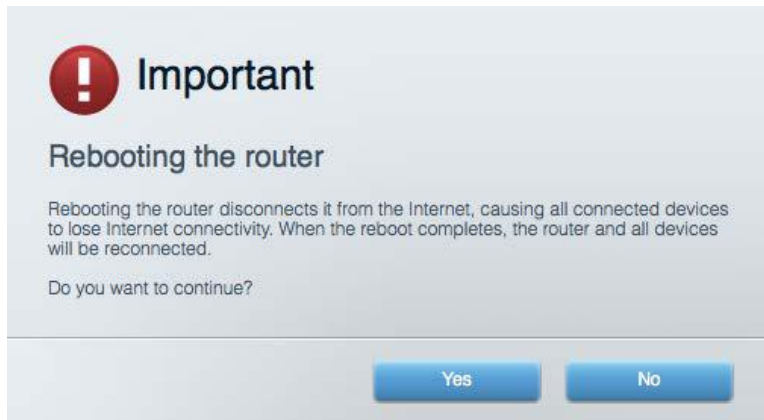 Important
Rebooting the router
Rebooting the router disconnects it from the Internet, causing all connected devices
to lose Internet connectivity. When the reboot completes, the router and all devices
will be reconnected.
Do you want to continue?
Yes No